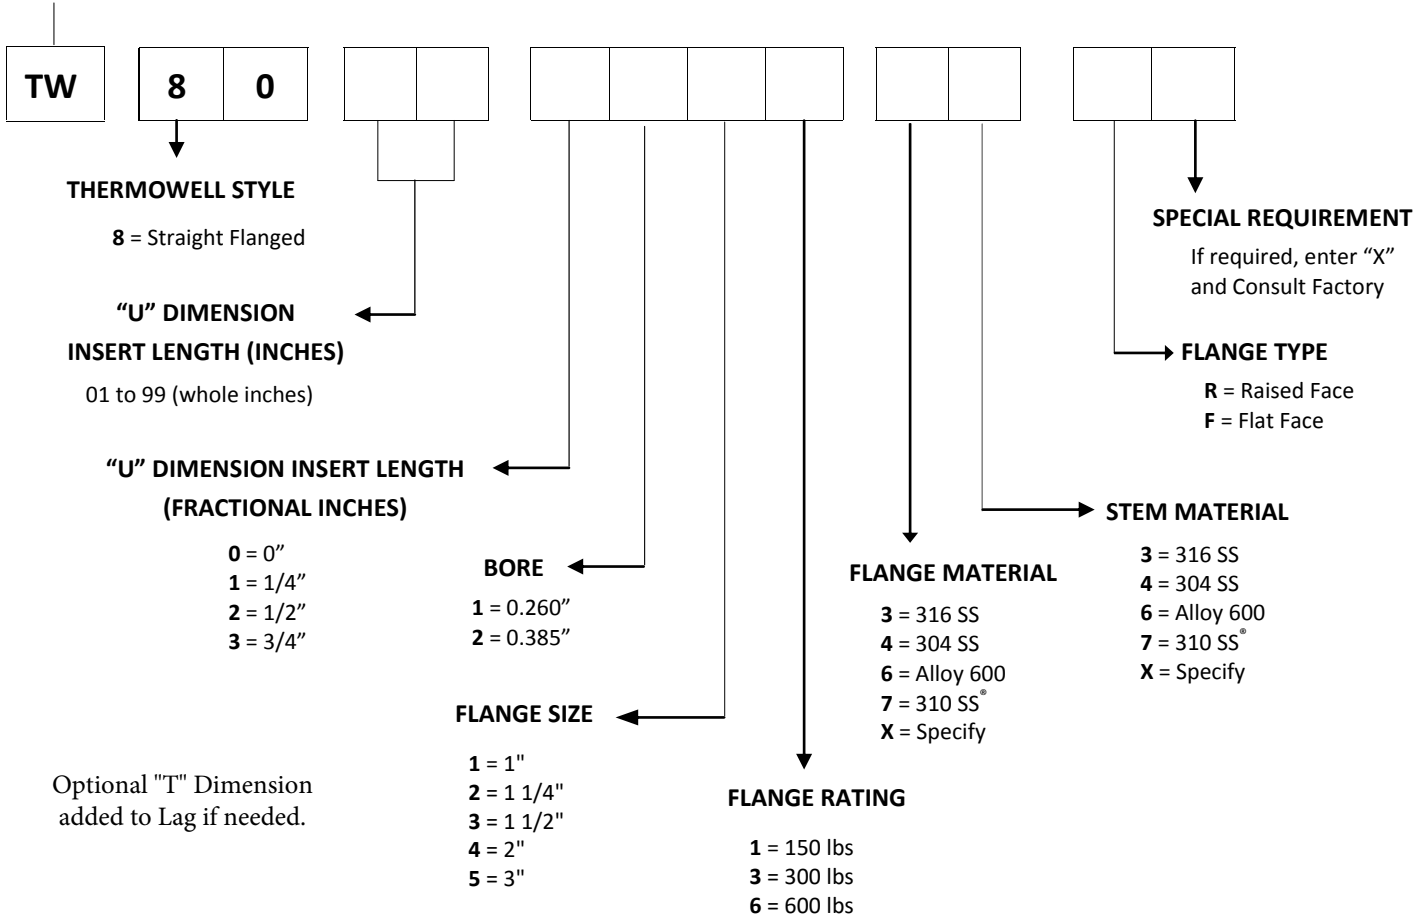 TW 8 0
THERMOWELL STYLE
8 = Straight Flanged
“U” DIMENSION
INSERT LENGTH (INCHES)
01 to 99 (whole inches)
“U” DIMENSION INSERT LENGTH
(FRACTIONAL INCHES)
0 = 0”
1 = 1/4”
2 = 1/2”
3 = 3/4”
BORE
1 = 0.260”
2 = 0.385”
FLANGE SIZE
1 = 1"
2 = 1 1/4"
3 = 1 1/2"
4 = 2"
5 = 3"
FLANGE RATING
1 = 150 lbs
3 = 300 lbs
6 = 600 lbs
FLANGE MATERIAL
3 = 316 SS
4 = 304 SS
6 = Alloy 600
7 = 310 SS®
X = Specify
STEM MATERIAL
3 = 316 SS
4 = 304 SS
6 = Alloy 600
7 = 310 SS®
X = Specify
FLANGE TYPE
R = Raised Face
F = Flat Face
SPECIAL REQUIREMENT
If required, enter “X”
and Consult Factory
Optional "T" Dimension
added to Lag if needed.